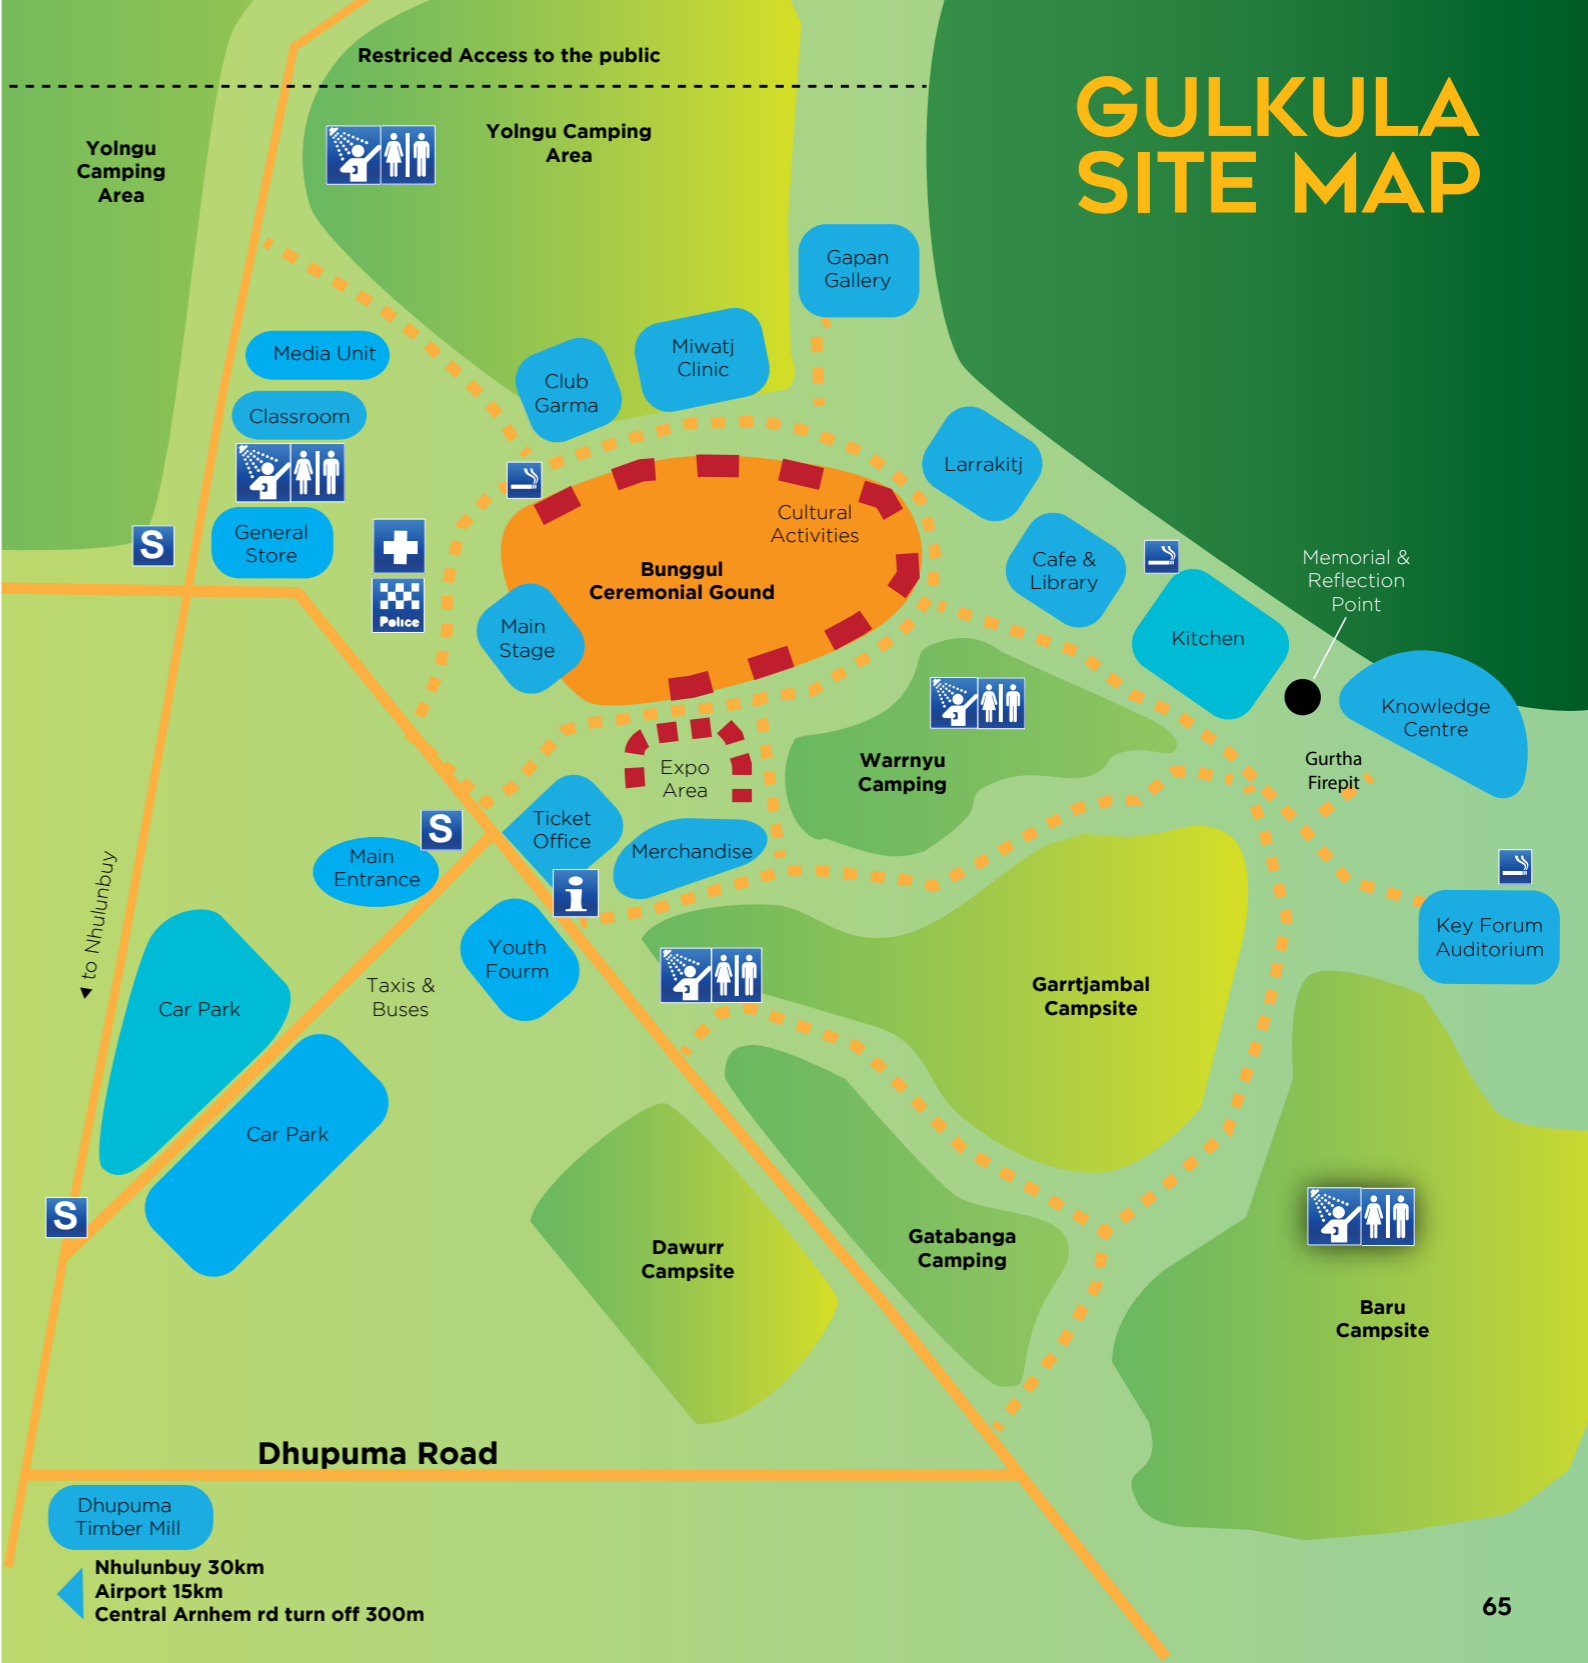 GULKULA
SITE MAP
Restriced Access to the public
Yolngu
Camping
Area
Yolngu Camping
Area
Gapan
Gallery
Media Unit
Classroom
General
Store
S
Police
Club
Garma
Miwatj
Clinic
Larrakitj
Cultural
Activities
Bunggul
Ceremonial Gound
Main
Stage
Cafe &
Library
Kitchen
Memorial &
Reflection
Point
Knowledge
Centre
Gurtha
Firepit
Warrnyu
Camping
Expo
Area
Ticket
Office
Merchandise
i
S
Main
Entrance
Youth
Fourm
Taxis &
Buses
to Nhulunbuy
Car Park
Car Park
S
Key Forum
Auditorium
Garrtjambal
Campsite
Dawurr
Campsite
Gatabanga
Camping
Baru
Campsite
Dhupuma Road
Dhupuma
Timber Mill
Nhulunbuy 30km
Airport 15km
Central Arnhem rd turn off 300m
65